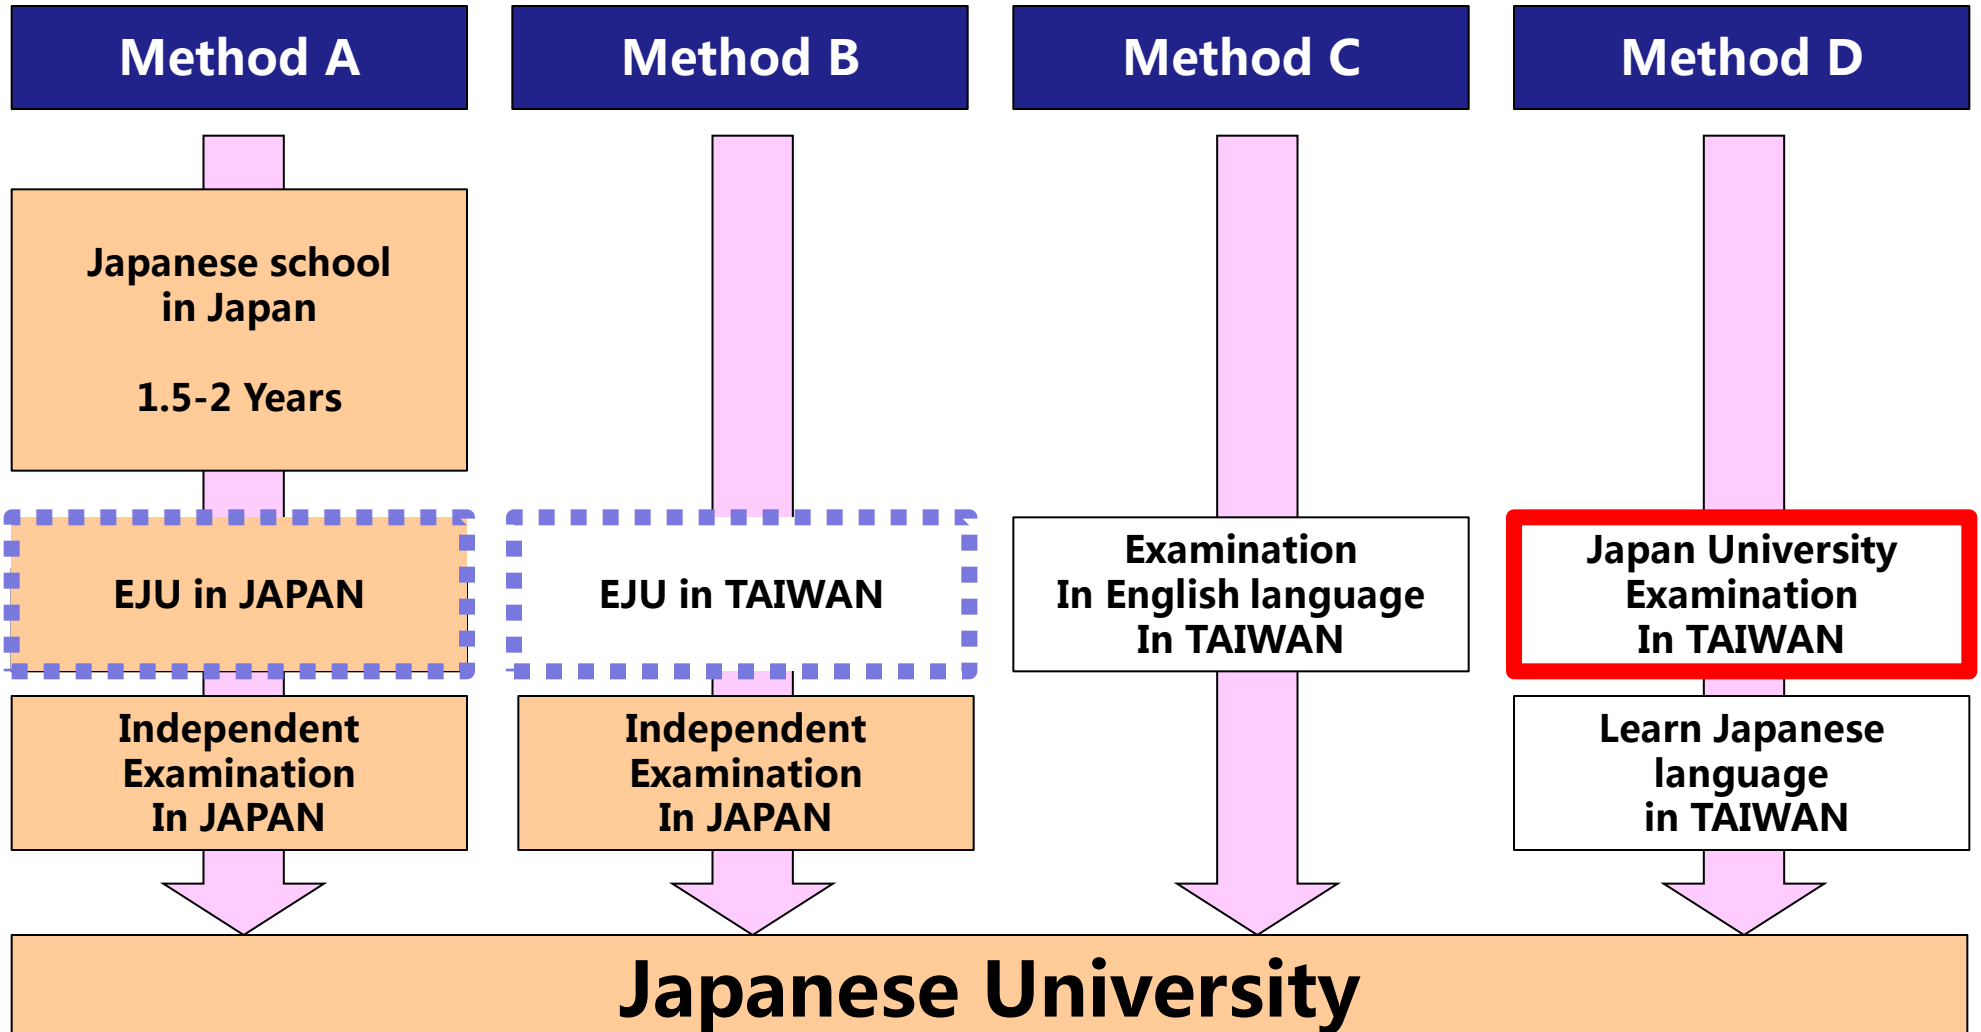 Method A
Method B
Method C
Method D
Japanese school
in Japan
1.5-2 Years
EJU in JAPAN
EJU in TAIWAN
Examination
In English language
In TAIWAN
Japan University
Examination
In TAIWAN
Independent
Examination
In JAPAN
Independent
Examination
In JAPAN
Learn Japanese
language
in TAIWAN
Japanese University